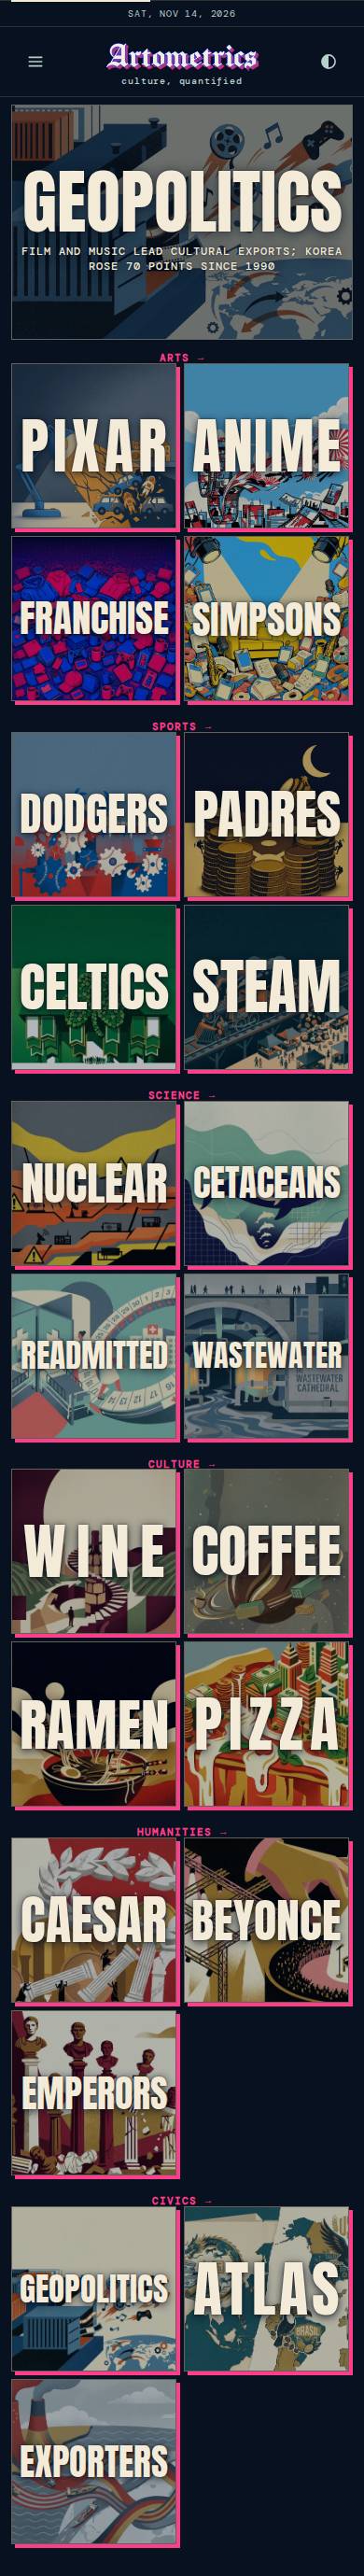 SAT, NOV 14, 2026
Artometrics
culture, quantified
GEOPOLITICS
FILM AND MUSIC LEAD CULTURAL EXPORTS; KOREA
ROSE 70 POINTS SINCE 1990
ARTS →
PIXAR
ANIME
FRANCHISE
SIMPSONS
SPORTS →
DODGERS
PADRES
CELTICS
STEAM
SCIENCE →
NUCLEAR
CETACEANS
READMITTED
WASTEWATER
WASTEWATER
CATHEDRAL
CULTURE →
WINE
COFFEE
RAMEN
PIZZA
HUMANITIES →
CAESAR
BEYONCE
EMPERORS
CIVICS →
GEOPOLITICS
ATLAS
BRASIL
EXPORTERS